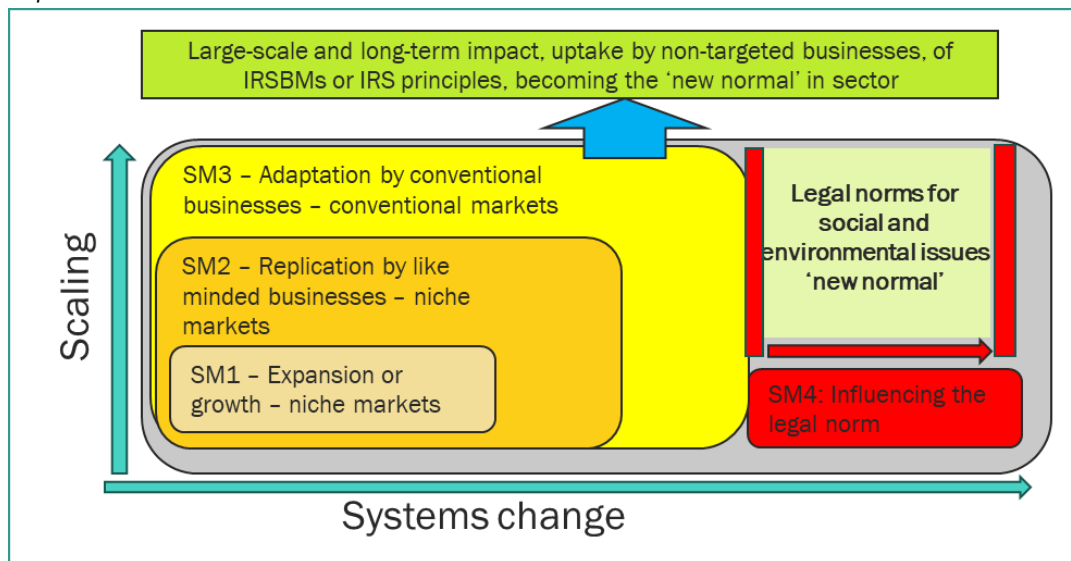 Large-scale and long-term impact, uptake by non-targeted businesses, of
IRSBMs or IRS principles, becoming the ‘new normal’ in sector
SM3 – Adaptation by conventional
businesses – conventional markets
SM2 – Replication by like
minded businesses – niche
markets
SM1 – Expansion or
growth – niche markets
Legal norms for
social and
environmental issues
‘new normal’
SM4: Influencing the
legal norm
Scaling
Systems change